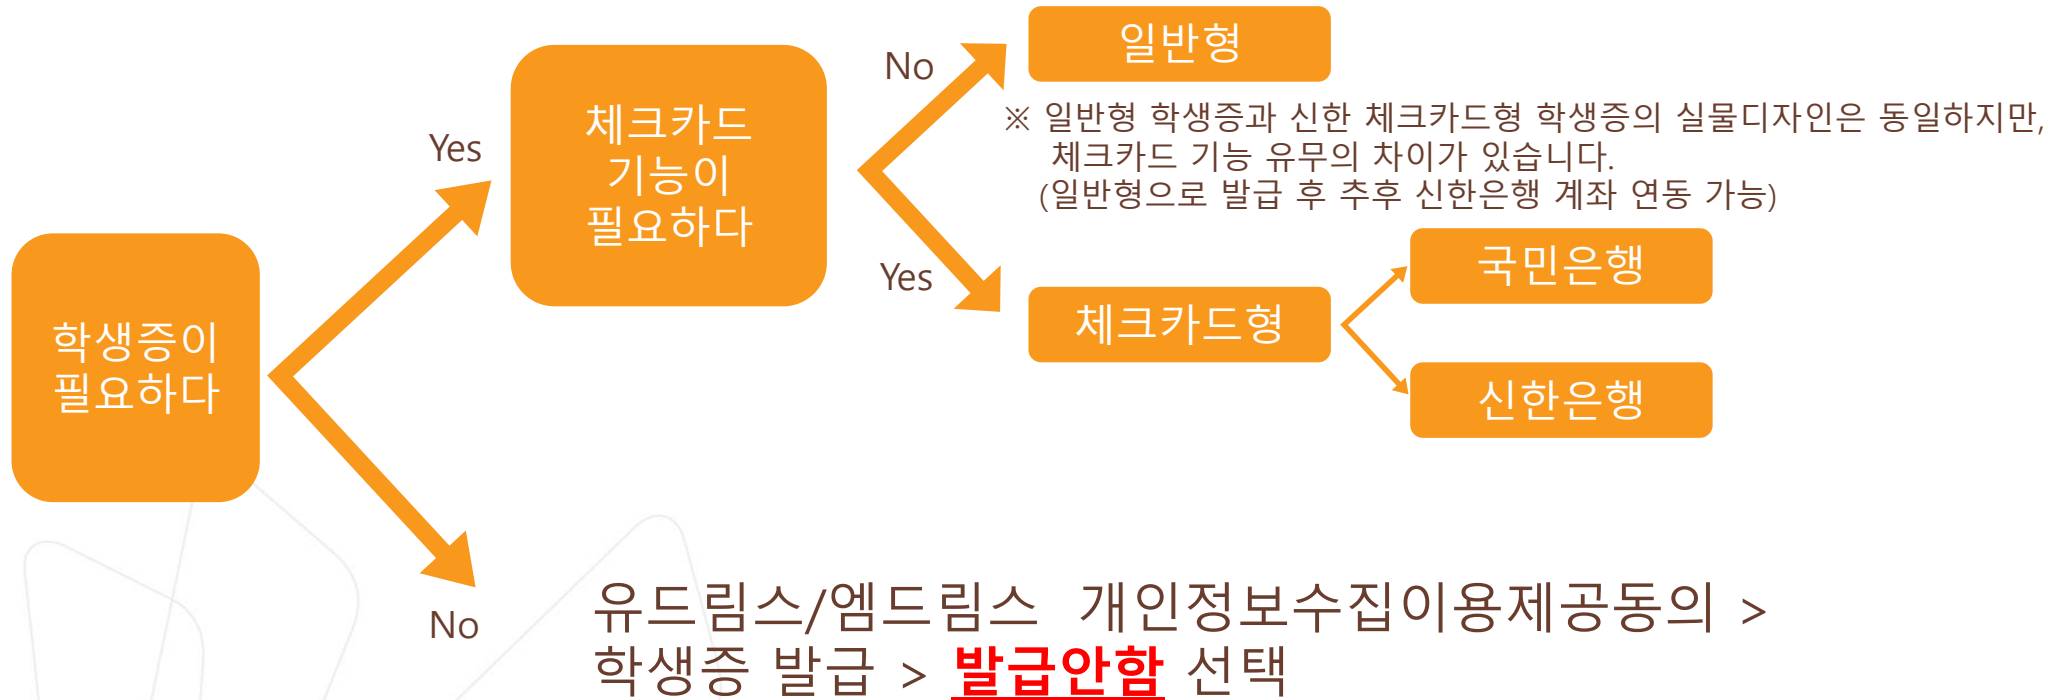 학생증이
필요하다
Yes
체크카드
기능이
필요하다
No
일반형
※ 일반형 학생증과 신한 체크카드형 학생증의 실물디자인은 동일하지만,
체크카드 기능 유무의 차이가 있습니다.
(일반형으로 발급 후 추후 신한은행 계좌 연동 가능)
Yes
체크카드형
국민은행
신한은행
No
유드림스/엠드림스 개인정보수집이용제공동의 >
학생증 발급 > 발급안함 선택